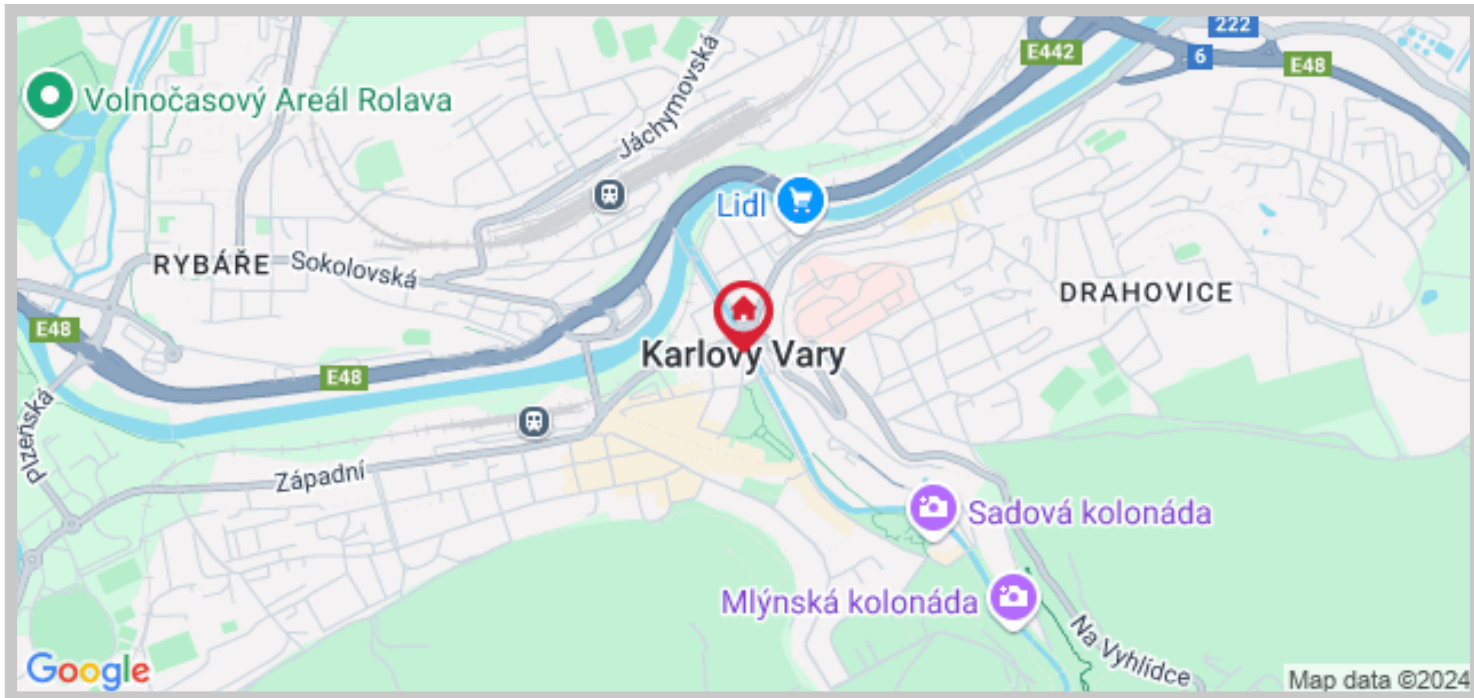 222
E442
6
E48
Volnočasový Areál Rolava
Jáchymovská
Lidl
RYBÁŘE
Sokolovská
DRAHOVICE
E48
Karlovy Vary
E48
Plzeňská
Západní
Sadová kolonáda
Mlýnská kolonáda
Na Vyhlídce
Google
Map data ©2024